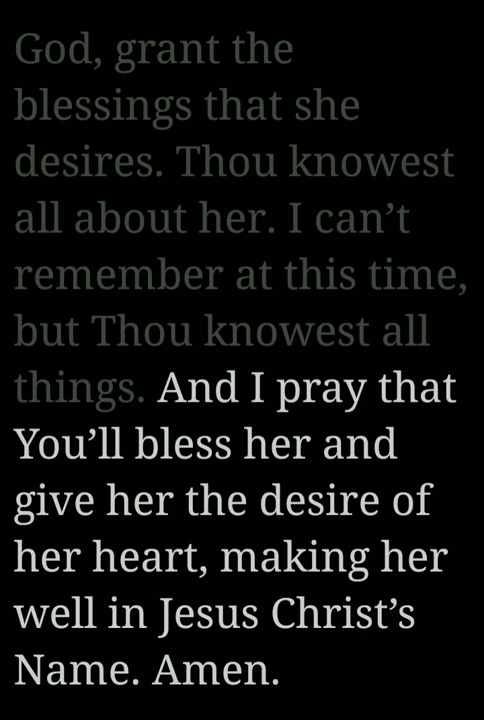 God, grant the
blessings that she
desires. Thou knowest
all about her. I can’t
remember at this time,
but Thou knowest all
things. And I pray that
You’ll bless her and
give her the desire of
her heart, making her
well in Jesus Christ’s
Name. Amen.